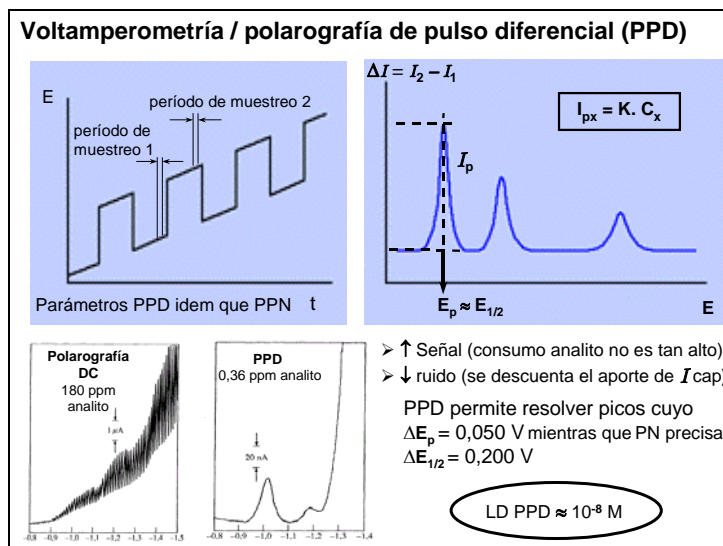 Voltamperometría / polarografía de pulso diferencial (PPD)
E
período de muestreo 2
período de
muestreo 1
Parámetros PPD idem que PPN t
ΔI = I₂ – I₁
Iₚₓ = K. Cₓ
Iₚ
Eₚ ≈ E₁/₂
E
Polarografía
DC
180 ppm
analito
1 μA
-0,8 -0,9 -1,0 -1,1 -1,2 -1,3 -1,4 -1,5
PPD
0,36 ppm analito
20 nA
-0,8 -0,9 -1,0 -1,1 -1,2 -1,3 -1,4
➢ ↑ Señal (consumo analito no es tan alto)
➢ ↓ ruido (se descuenta el aporte de I cap)
PPD permite resolver picos cuyo
ΔEₚ = 0,050 V mientras que PN precisa
ΔE₁/₂ = 0,200 V
LD PPD ≈ 10⁻⁸ M